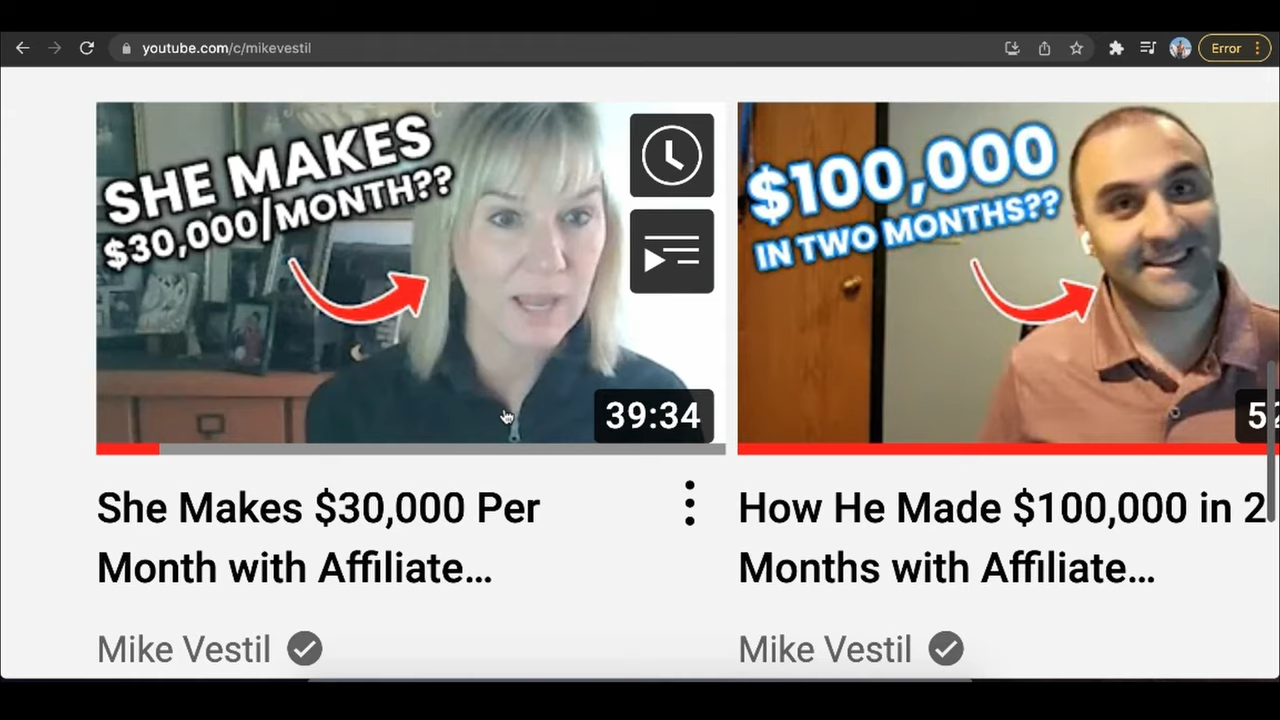 youtube.com/c/mikevestil
Error
SHE MAKES
$30,000/MONTH??
39:34
She Makes $30,000 Per
Month with Affiliate...
Mike Vestil
$100,000
IN TWO MONTHS??
52
How He Made $100,000 in 2
Months with Affiliate...
Mike Vestil